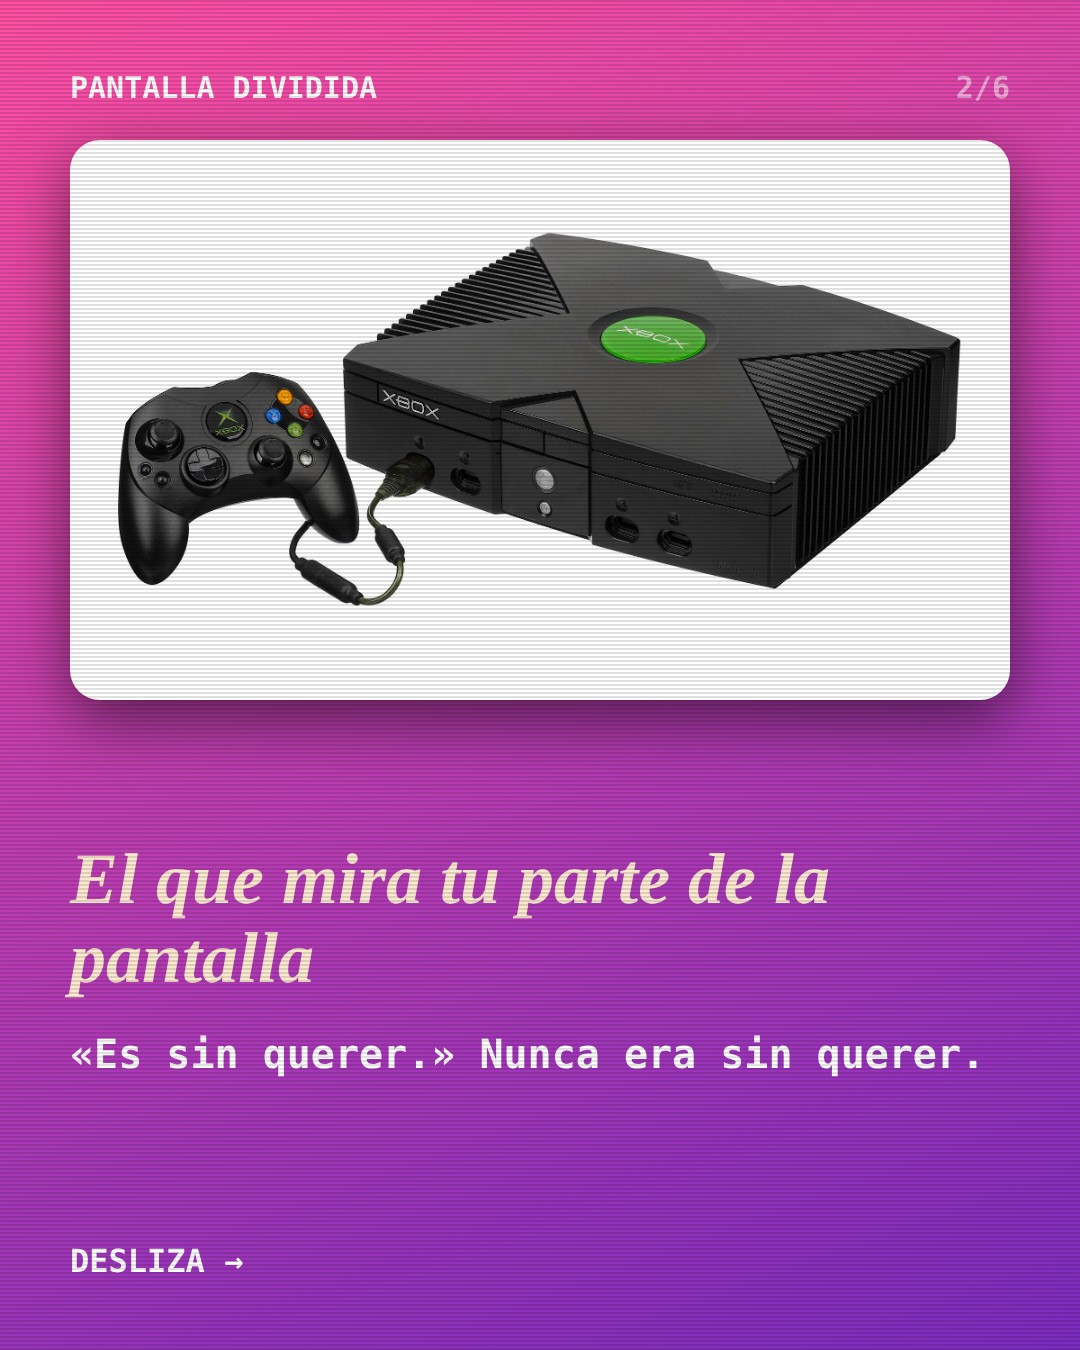 PANTALLA DIVIDIDA
2/6
XBOX
XBOX
XBOX
El que mira tu parte de la
pantalla
«Es sin querer.» Nunca era sin querer.
DESLIZA →